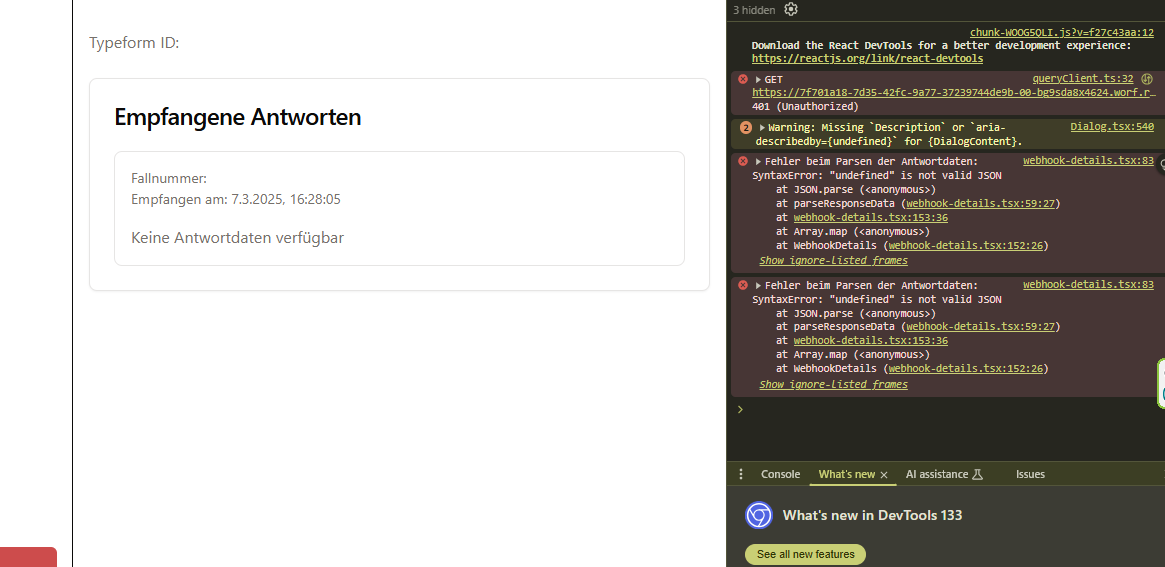 Typeform ID:
Empfangene Antworten
Fallnummer:
Empfangen am: 7.3.2025, 16:28:05
Keine Antwortdaten verfügbar
3 hidden
chunk-WOOG5QLI.js?v=f27c43aa:12
Download the React DevTools for a better development experience:
https://reactjs.org/link/react-devtools
GET queryClient.ts:32
https://7f701a18-7d35-42fc-9a77-37239744de9b-00-bg9sda8x4624.worf.r…
401 (Unauthorized)
2 Warning: Missing `Description` or `aria- Dialog.tsx:540
describedby={undefined}` for {DialogContent}.
Fehler beim Parsen der Antwortdaten: webhook-details.tsx:83
SyntaxError: "undefined" is not valid JSON
at JSON.parse (<anonymous>)
at parseResponseData (webhook-details.tsx:59:27)
at webhook-details.tsx:153:36
at Array.map (<anonymous>)
at WebhookDetails (webhook-details.tsx:152:26)
Show ignore-listed frames
Fehler beim Parsen der Antwortdaten: webhook-details.tsx:83
SyntaxError: "undefined" is not valid JSON
at JSON.parse (<anonymous>)
at parseResponseData (webhook-details.tsx:59:27)
at webhook-details.tsx:153:36
at Array.map (<anonymous>)
at WebhookDetails (webhook-details.tsx:152:26)
Show ignore-listed frames
Console What's new AI assistance Issues
What's new in DevTools 133
See all new features